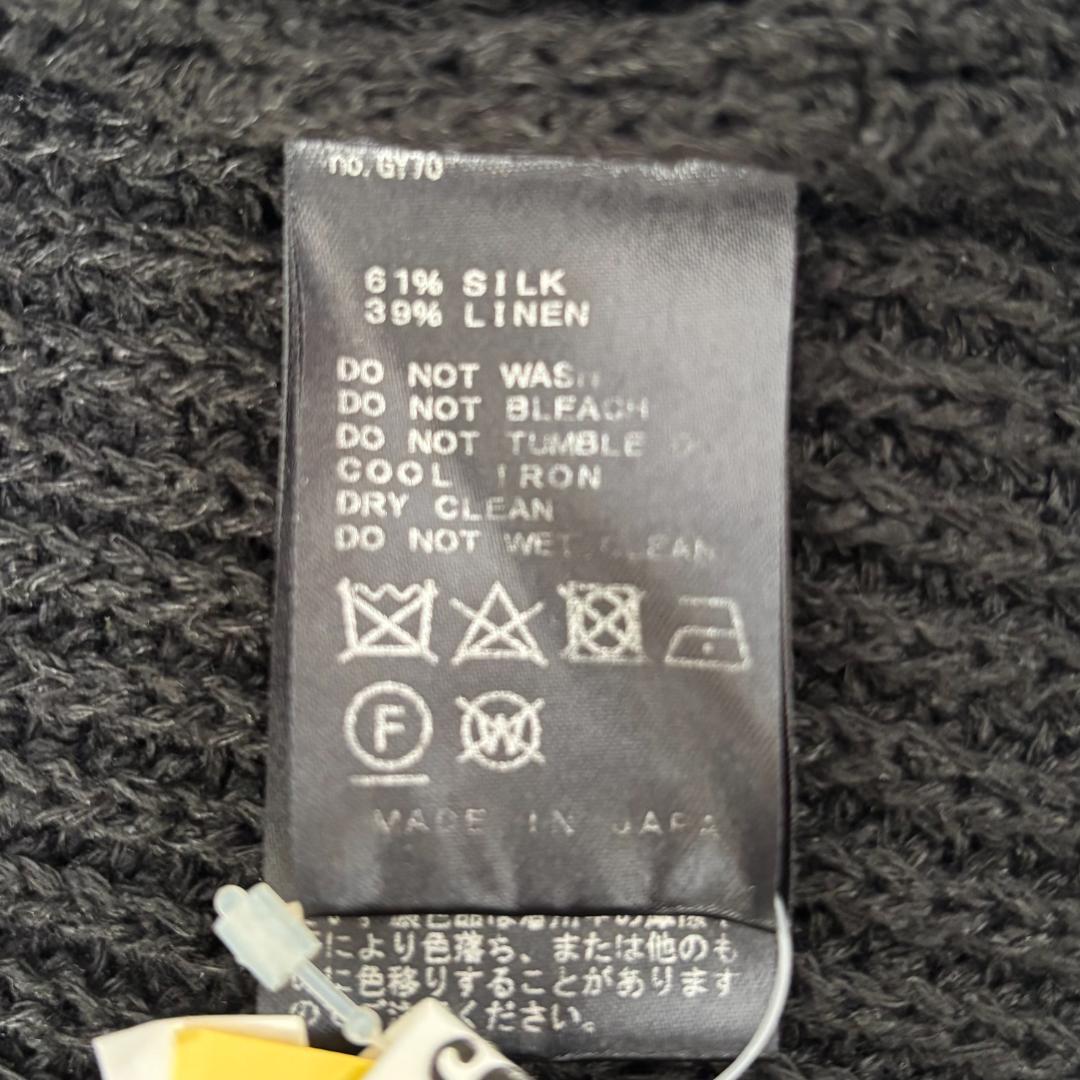 no. GY70
61% SILK
39% LINEN
DO NOT WASH
DO NOT BLEACH
DO NOT TUMBLE
COOL IRON
DRY CLEAN
DO NOT WET CLEAN
F
W
MADE IN JAPA
により色落ち、または他のも
に色移りすることがあります
ください。
S